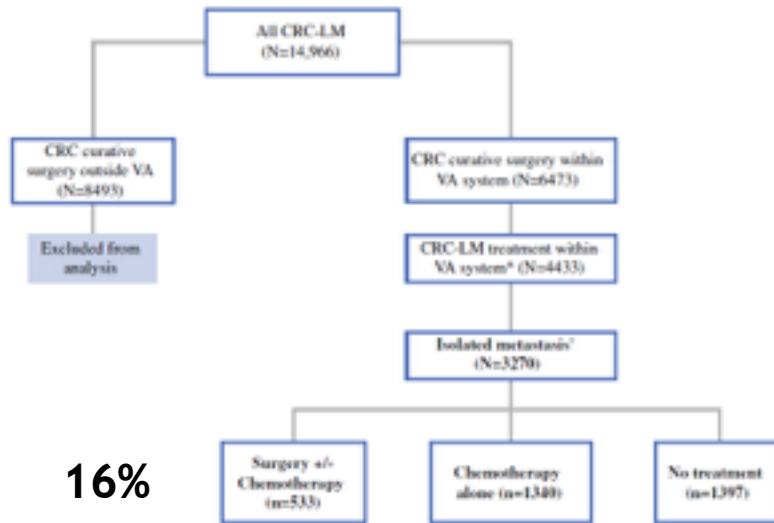 All CRC-LM
(N=14,966)
CRC curative
surgery outside VA
(N=8493)
CRC curative surgery within
VA system (N=6473)
Excluded from
analysis
CRC-LM treatment within
VA system* (N=4433)
Isolated metastasis'
(N=3270)
16%
Surgery +/-
Chemotherapy
(n=533)
Chemotherapy
alone (n=1340)
No treatment
(n=1397)